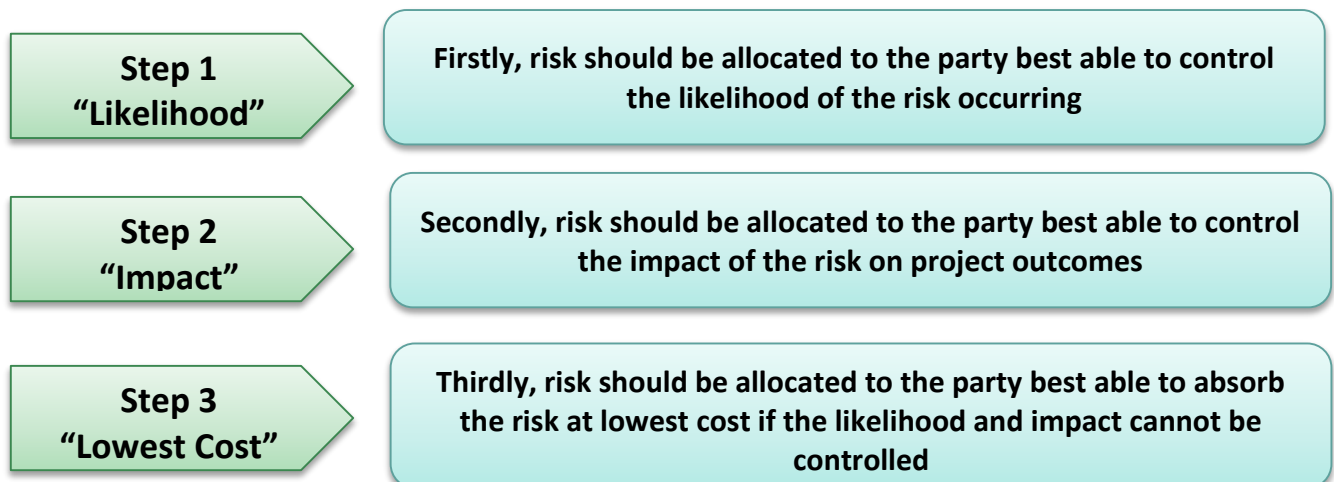 Step 1
“Likelihood”
Firstly, risk should be allocated to the party best able to control
the likelihood of the risk occurring
Step 2
“Impact”
Secondly, risk should be allocated to the party best able to control
the impact of the risk on project outcomes
Step 3
“Lowest Cost”
Thirdly, risk should be allocated to the party best able to absorb
the risk at lowest cost if the likelihood and impact cannot be
controlled